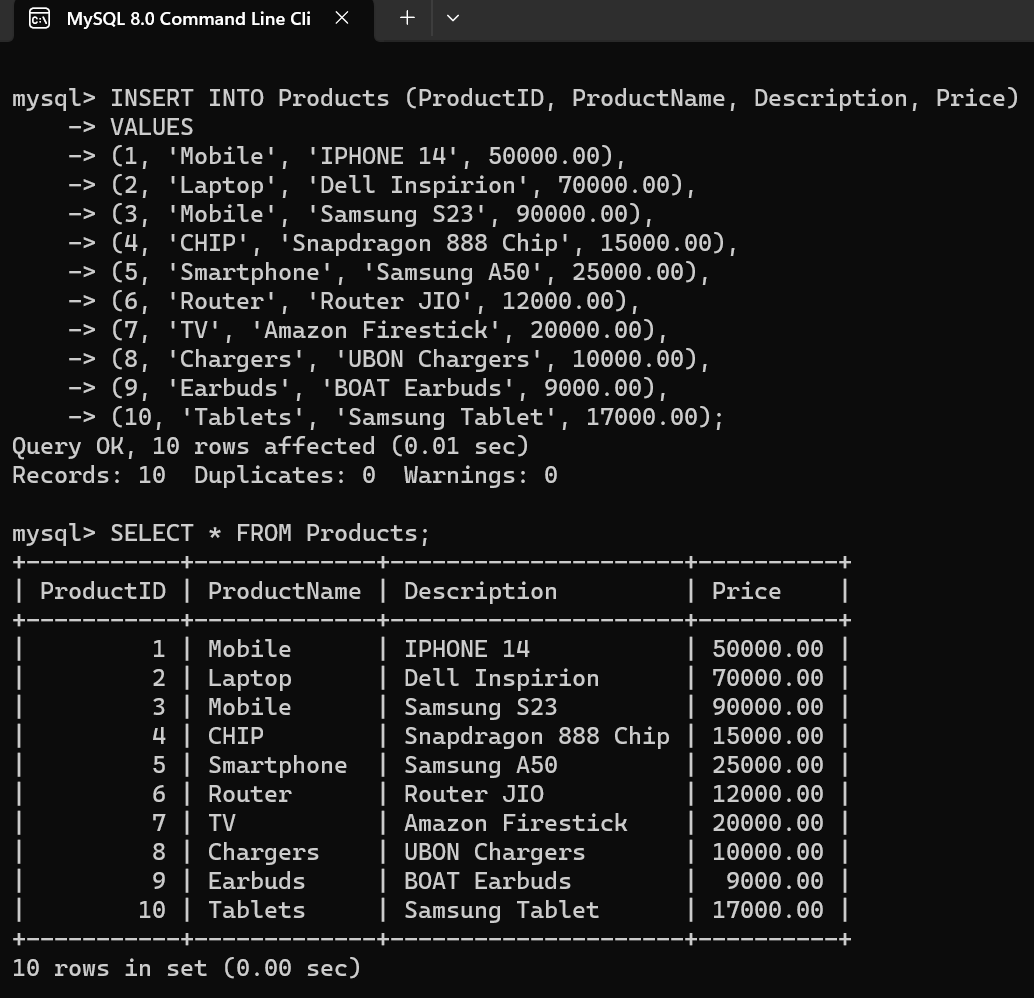 MySQL 8.0 Command Line Cli
mysql> INSERT INTO Products (ProductID, ProductName, Description, Price)
    -> VALUES
    -> (1, 'Mobile', 'IPHONE 14', 50000.00),
    -> (2, 'Laptop', 'Dell Inspirion', 70000.00),
    -> (3, 'Mobile', 'Samsung S23', 90000.00),
    -> (4, 'CHIP', 'Snapdragon 888 Chip', 15000.00),
    -> (5, 'Smartphone', 'Samsung A50', 25000.00),
    -> (6, 'Router', 'Router JIO', 12000.00),
    -> (7, 'TV', 'Amazon Firestick', 20000.00),
    -> (8, 'Chargers', 'UBON Chargers', 10000.00),
    -> (9, 'Earbuds', 'BOAT Earbuds', 9000.00),
    -> (10, 'Tablets', 'Samsung Tablet', 17000.00);
Query OK, 10 rows affected (0.01 sec)
Records: 10  Duplicates: 0  Warnings: 0
mysql> SELECT * FROM Products;
+-----------+-------------+---------------------+----------+
| ProductID | ProductName | Description         | Price    |
+-----------+-------------+---------------------+----------+
|         1 | Mobile      | IPHONE 14           | 50000.00 |
|         2 | Laptop      | Dell Inspirion      | 70000.00 |
|         3 | Mobile      | Samsung S23         | 90000.00 |
|         4 | CHIP        | Snapdragon 888 Chip | 15000.00 |
|         5 | Smartphone  | Samsung A50         | 25000.00 |
|         6 | Router      | Router JIO          | 12000.00 |
|         7 | TV          | Amazon Firestick    | 20000.00 |
|         8 | Chargers    | UBON Chargers       | 10000.00 |
|         9 | Earbuds     | BOAT Earbuds        |  9000.00 |
|        10 | Tablets     | Samsung Tablet      | 17000.00 |
+-----------+-------------+---------------------+----------+
10 rows in set (0.00 sec)